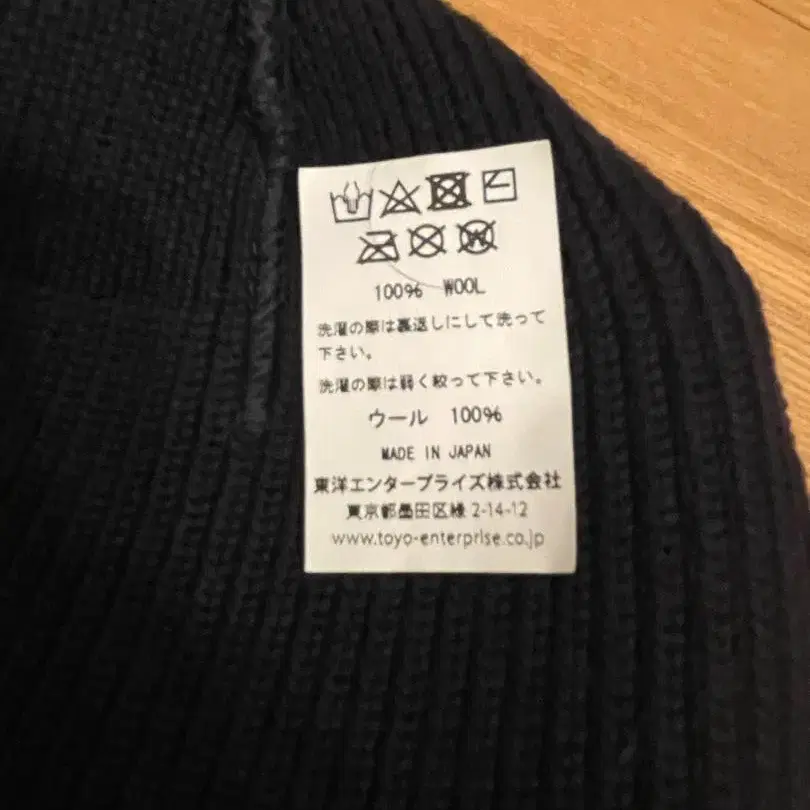 100% WOOL
洗濯の際は裏返しにして洗って
下さい。
洗濯の際は弱く絞って下さい。
ウール 100%
MADE IN JAPAN
東洋エンタープライズ株式会社
東京都墨田区緑 2-14-12
www.toyo-enterprise.co.jp